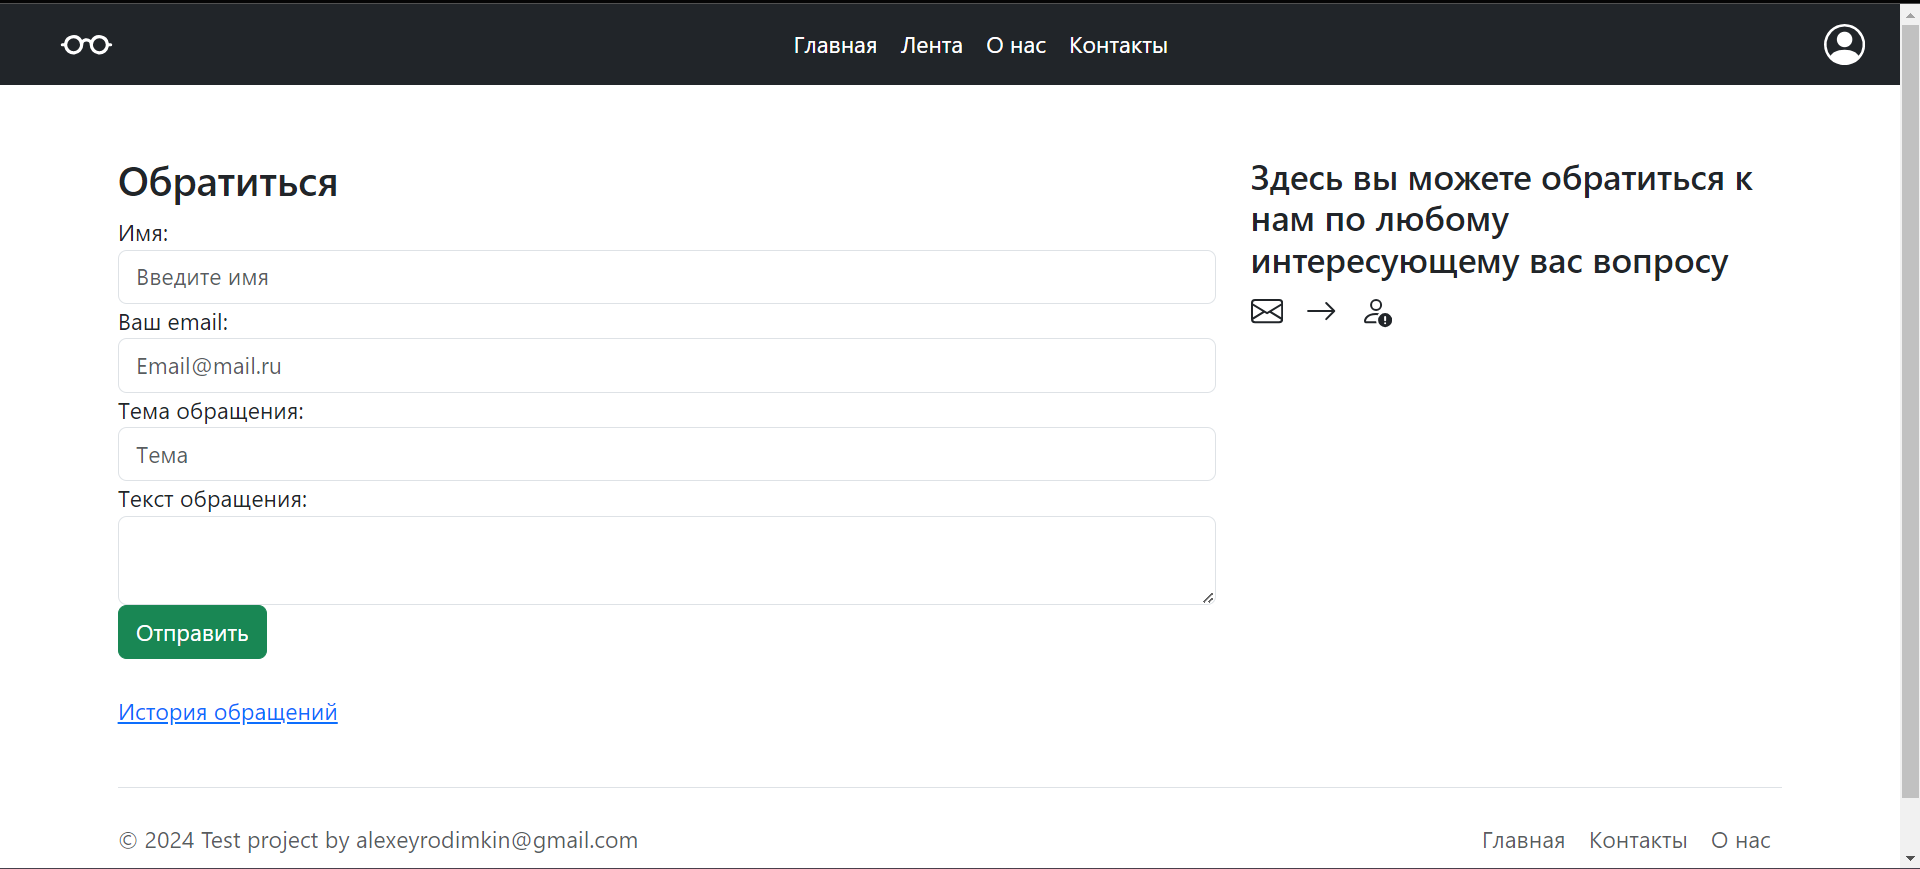 Главная Лента О нас Контакты
Обратиться
Имя:
Введите имя
Ваш email:
Email@mail.ru
Тема обращения:
Тема
Текст обращения:
Отправить
История обращений
Здесь вы можете обратиться к
нам по любому
интересующему вас вопросу
© 2024 Test project by alexeyrodimkin@gmail.com
Главная Контакты О нас